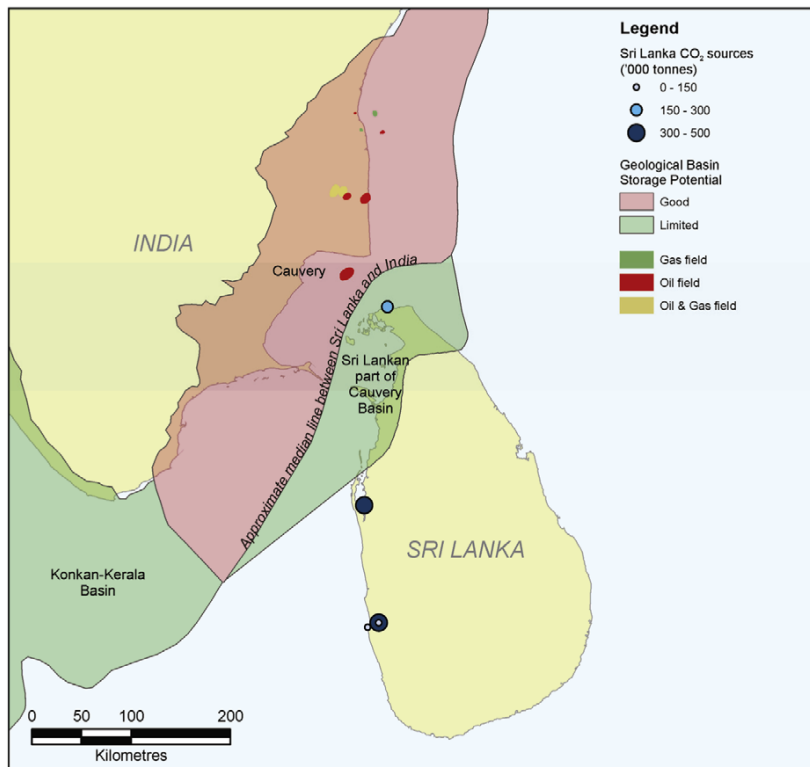 Legend
Sri Lanka CO₂ sources
('000 tonnes)
0 - 150
150 - 300
300 - 500
Geological Basin
Storage Potential
Good
Limited
Gas field
Oil field
Oil & Gas field
INDIA
Cauvery
Approximate median line between Sri Lanka and India
Sri Lankan
part of
Cauvery
Basin
SRI LANKA
Konkan-Kerala
Basin
0 50 100 200
Kilometres